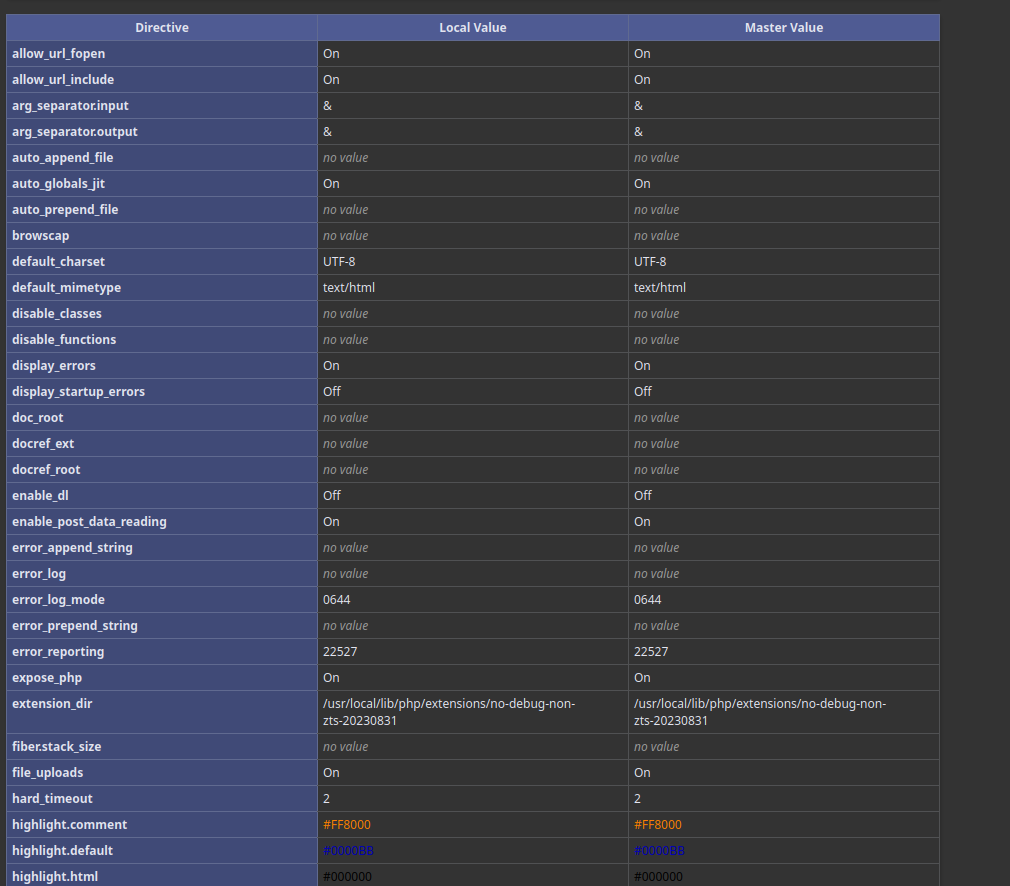 Directive Local Value Master Value
allow_url_fopen On On
allow_url_include On On
arg_separator.input & &
arg_separator.output & &
auto_append_file no value no value
auto_globals_jit On On
auto_prepend_file no value no value
browscap no value no value
default_charset UTF-8 UTF-8
default_mimetype text/html text/html
disable_classes no value no value
disable_functions no value no value
display_errors On On
display_startup_errors Off Off
doc_root no value no value
docref_ext no value no value
docref_root no value no value
enable_dl Off Off
enable_post_data_reading On On
error_append_string no value no value
error_log no value no value
error_log_mode 0644 0644
error_prepend_string no value no value
error_reporting 22527 22527
expose_php On On
extension_dir /usr/local/lib/php/extensions/no-debug-non- /usr/local/lib/php/extensions/no-debug-non-
zts-20230831 zts-20230831
fiber.stack_size no value no value
file_uploads On On
hard_timeout 2 2
highlight.comment #FF8000 #FF8000
highlight.default #0000BB #0000BB
highlight.html #000000 #000000